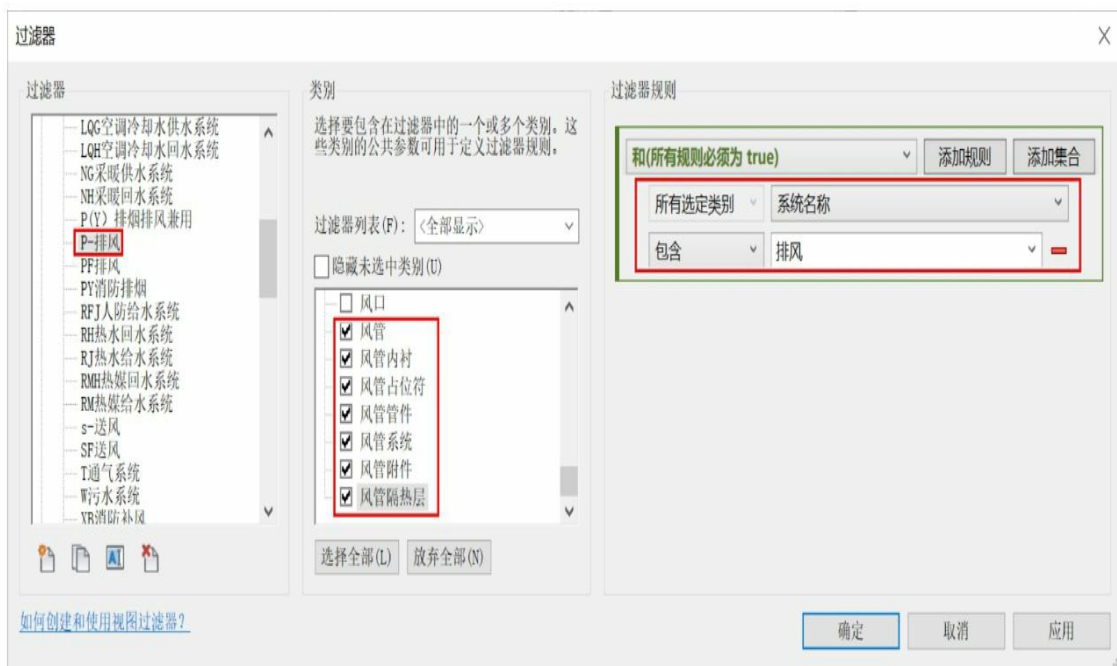 过滤器
过滤器
LQG空调冷却水供水系统
LQH空调冷却水回水系统
NG采暖供水系统
NH采暖回水系统
P(Y) 排烟排风兼用
P-排风
PF排风
PY消防排烟
RFJ人防给水系统
RH热水回水系统
RJ热水给水系统
RMH热媒回水系统
RM热媒给水系统
s-送风
SF送风
T通气系统
W污水系统
XB消防补风
如何创建和使用视图过滤器?
类别
选择要包含在过滤器中的一个或多个类别。这
些类别的公共参数可用于定义过滤器规则。
过滤器列表(F): <全部显示>
隐藏未选中类别(U)
风口
风管
风管内衬
风管占位符
风管管件
风管系统
风管附件
风管隔热层
选择全部(L) 放弃全部(N)
过滤器规则
和(所有规则必须为 true) 添加规则 添加集合
所有选定类别 系统名称
包含 排风
确定 取消 应用